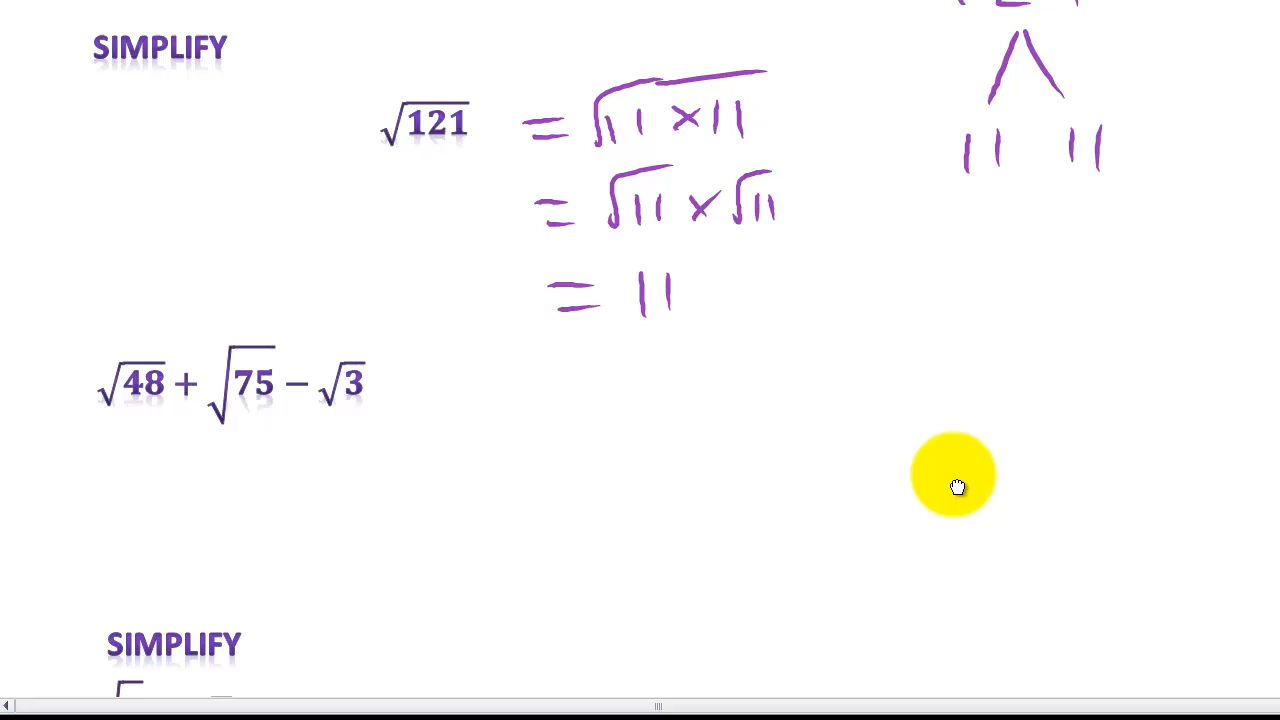 SIMPLIFY
√121 = √11 × 11
= √11 × √11
= 11
11 11
√48 + √75 − √3
SIMPLIFY